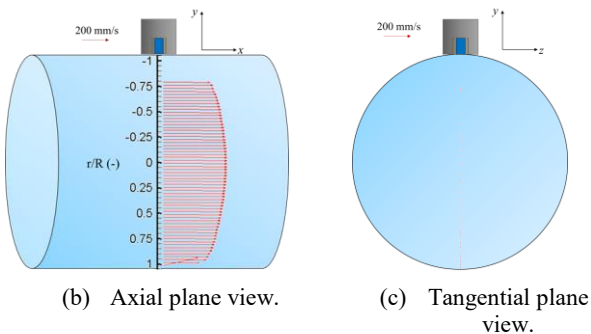 200 mm/s
y
x
-1
-0.75
-0.5
-0.25
r/R (-)
0
0.25
0.5
0.75
1
(b) Axial plane view.
200 mm/s
y
z
(c) Tangential plane
view.